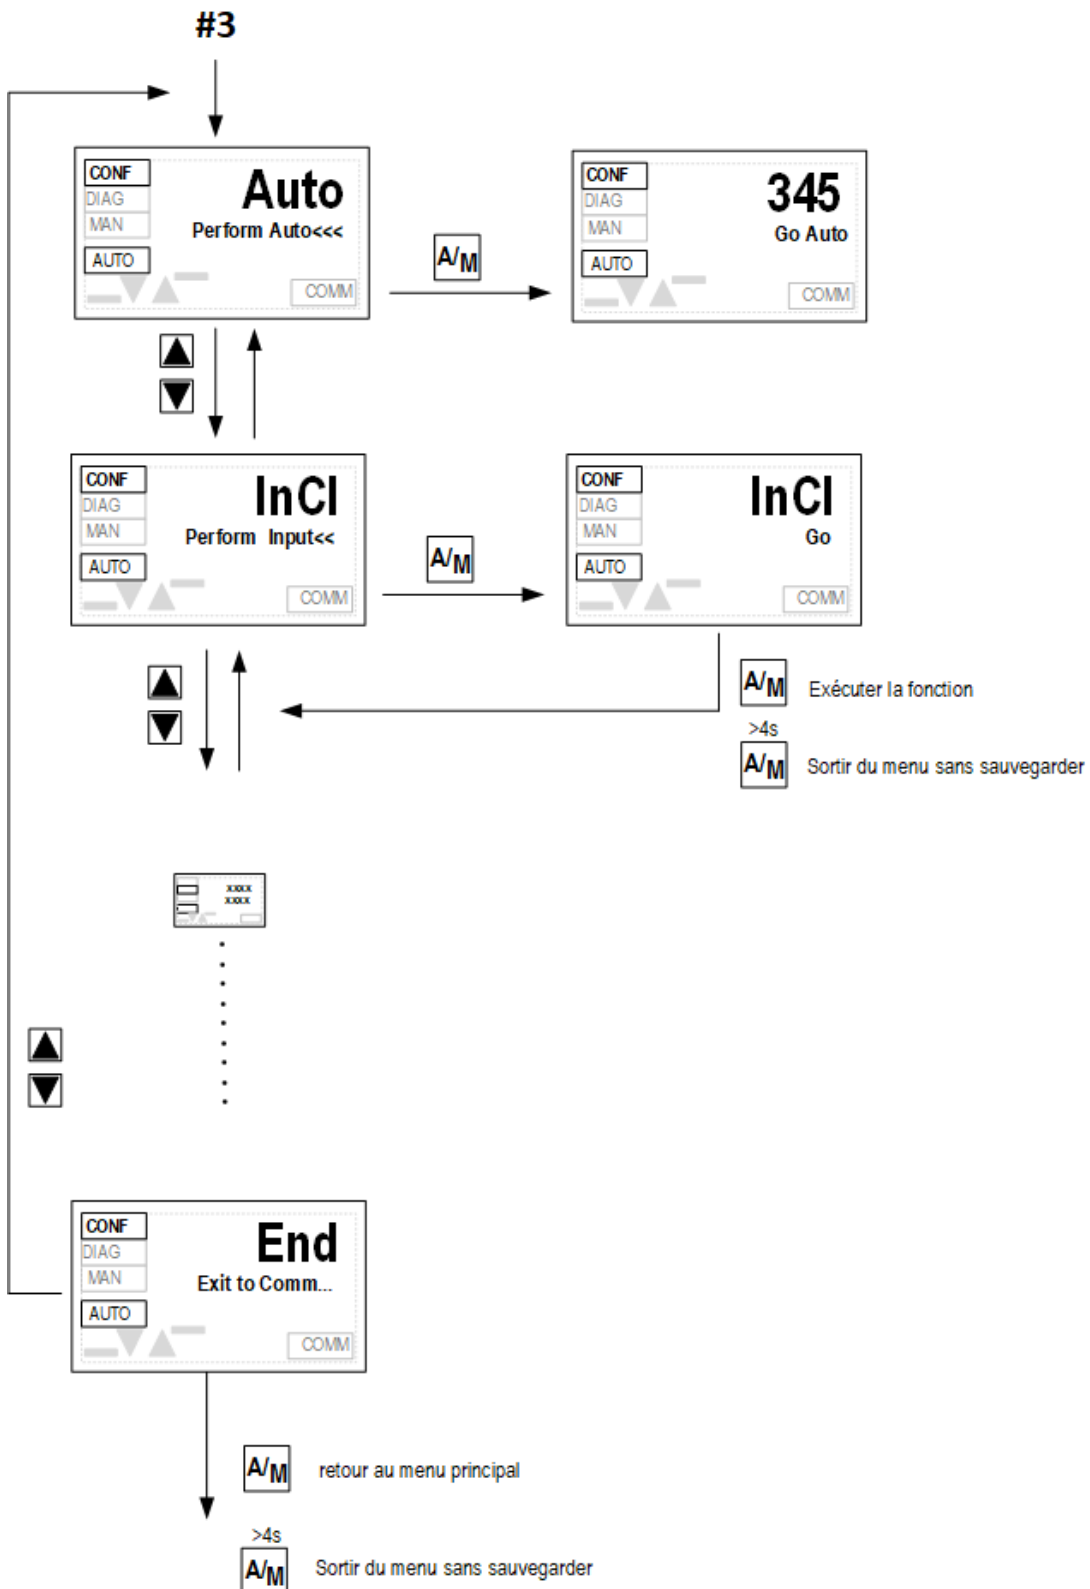 #3
CONF
DIAG
MAN
AUTO
Auto
Perform Auto<<<
COMM
A/M
CONF
DIAG
MAN
AUTO
345
Go Auto
COMM
CONF
DIAG
MAN
AUTO
InCl
Perform Input<<
COMM
A/M
CONF
DIAG
MAN
AUTO
InCl
Go
COMM
A/M Exécuter la fonction
>4s
A/M Sortir du menu sans sauvegarder
xxxx
xxxx
CONF
DIAG
MAN
AUTO
End
Exit to Comm...
COMM
A/M retour au menu principal
>4s
A/M Sortir du menu sans sauvegarder